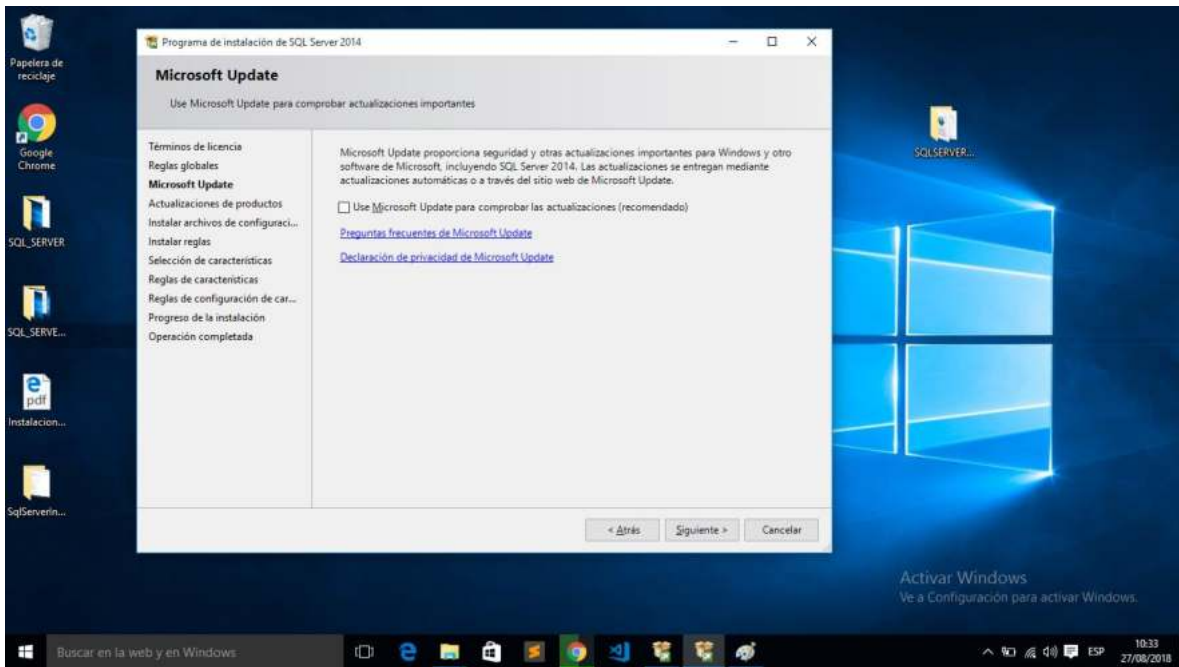 Papelera de
reciclaje
Google
Chrome
SQL_SERVER
SQL_SERVE...
pdf
Instalacion...
SqlServerIn...
Programa de instalación de SQL Server 2014
Microsoft Update
Use Microsoft Update para comprobar actualizaciones importantes
Términos de licencia
Reglas globales
Microsoft Update
Actualizaciones de productos
Instalar archivos de configuraci...
Instalar reglas
Selección de características
Reglas de características
Reglas de configuración de car...
Progreso de la instalación
Operación completada
Microsoft Update proporciona seguridad y otras actualizaciones importantes para Windows y otro
software de Microsoft, incluyendo SQL Server 2014. Las actualizaciones se entregan mediante
actualizaciones automáticas o a través del sitio web de Microsoft Update.
Use Microsoft Update para comprobar las actualizaciones (recomendado)
Preguntas frecuentes de Microsoft Update
Declaración de privacidad de Microsoft Update
< Atrás
Siguiente >
Cancelar
SQLSERVER...
Activar Windows
Ve a Configuración para activar Windows.
Buscar en la web y en Windows
ESP
10:33
27/08/2018